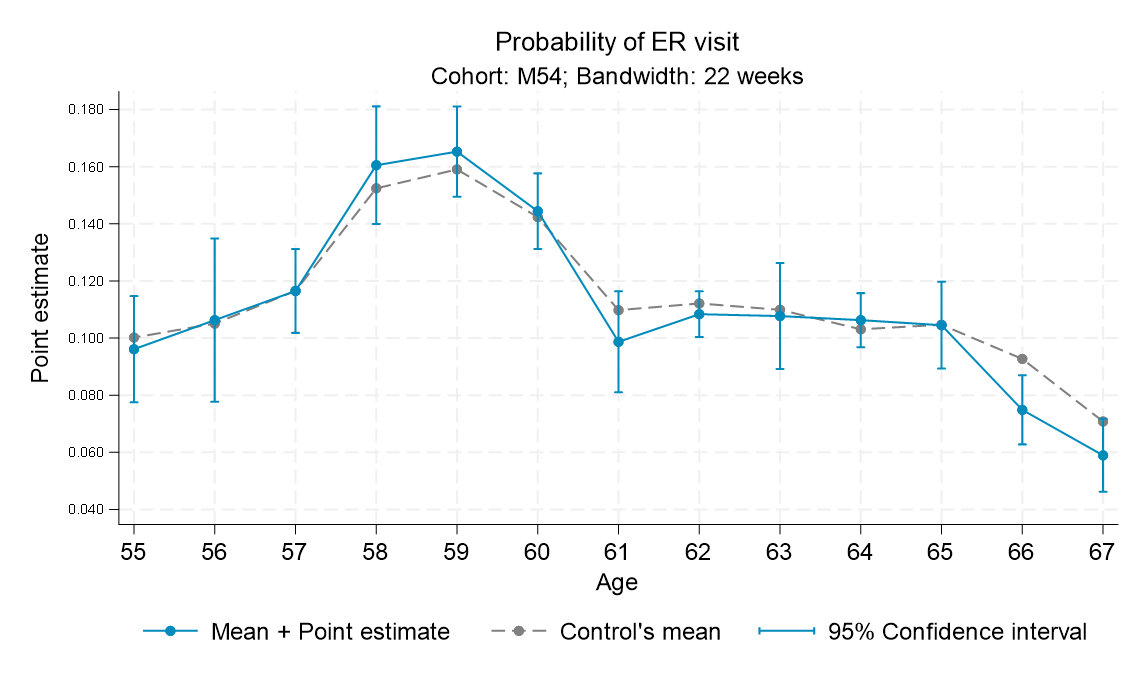 Probability of ER visit
Cohort: M54; Bandwidth: 22 weeks
Point estimate
0.180
0.160
0.140
0.120
0.100
0.080
0.060
0.040
55 56 57 58 59 60 61 62 63 64 65 66 67
Age
Mean + Point estimate Control's mean 95% Confidence interval